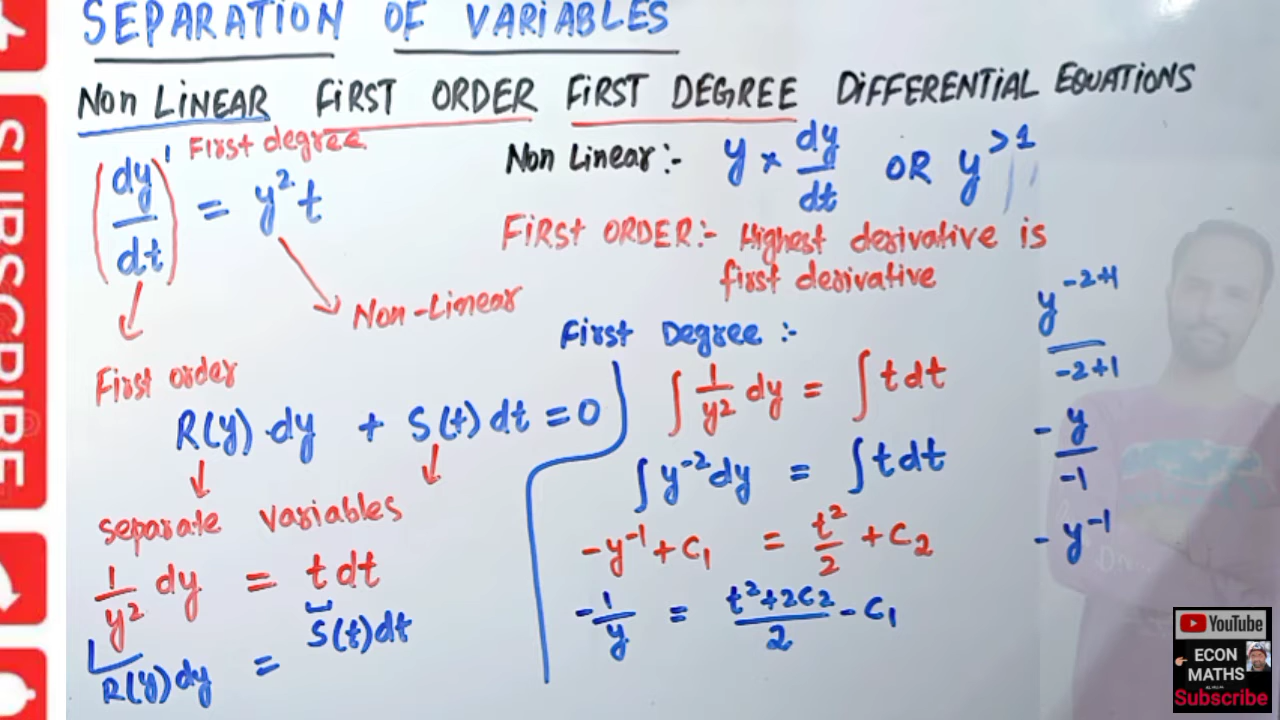 SEPARATION OF VARIABLES
Non LINEAR FIRST ORDER FIRST DEGREE DIFFERENTIAL EQUATIONS
(dy/dt)¹ First degree
= y²t
Non-Linear
First order
R(y).dy + S(t)dt = 0
separate variables
1/y² dy = t dt
S(t)dt
R(y)dy =
Non Linear:- y × dy/dt OR y^>1
FIRST ORDER:- Highest derivative is
first derivative
First Degree:-
∫ 1/y² dy = ∫ t dt
∫ y⁻² dy = ∫ t dt
-y⁻¹ + C₁ = t²/2 + C₂
-1/y = (t²+2C₂)/2 - C₁
y⁻²⁺¹
-2+1
- y
-1
- y⁻¹
SUBSCRIBE
YouTube
ECON
MATHS
Subscribe